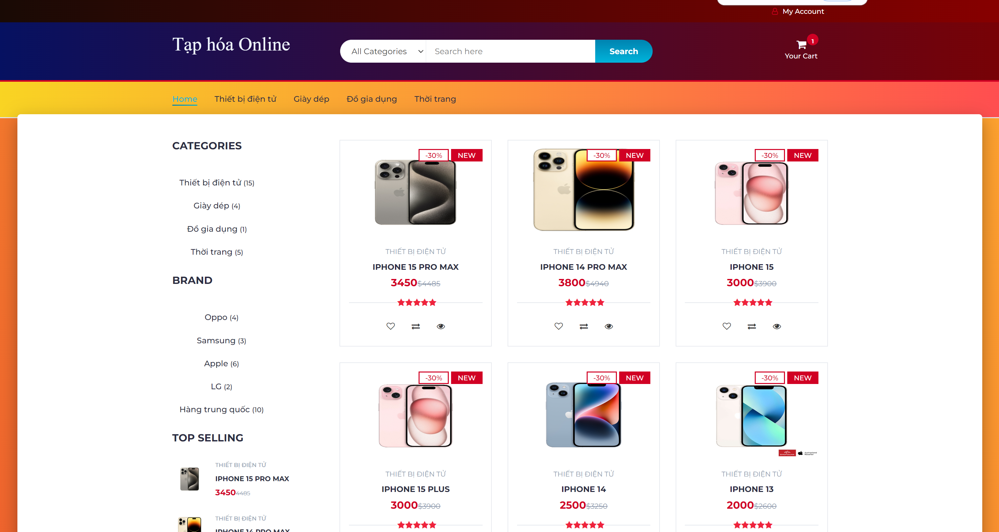 My Account
Tạp hóa Online
All Categories
Search here
Search
1
Your Cart
Home
Thiết bị điện tử
Giày dép
Đồ gia dụng
Thời trang
CATEGORIES
Thiết bị điện tử (15)
Giày dép (4)
Đồ gia dụng (1)
Thời trang (5)
BRAND
Oppo (4)
Samsung (3)
Apple (6)
LG (2)
Hàng trung quốc (10)
TOP SELLING
THIẾT BỊ ĐIỆN TỬ
IPHONE 15 PRO MAX
3450 4485
THIẾT BỊ ĐIỆN TỬ
IPHONE 14 PRO MAX
-30% NEW
THIẾT BỊ ĐIỆN TỬ
IPHONE 15 PRO MAX
3450 $4485
-30% NEW
THIẾT BỊ ĐIỆN TỬ
IPHONE 14 PRO MAX
3800 $4940
-30% NEW
THIẾT BỊ ĐIỆN TỬ
IPHONE 15
3000 $3900
-30% NEW
THIẾT BỊ ĐIỆN TỬ
IPHONE 15 PLUS
3000 $3900
-30% NEW
THIẾT BỊ ĐIỆN TỬ
IPHONE 14
2500 $3250
-30% NEW
SHOPDUNK
Authorized
Reseller
THIẾT BỊ ĐIỆN TỬ
IPHONE 13
2000 $2600